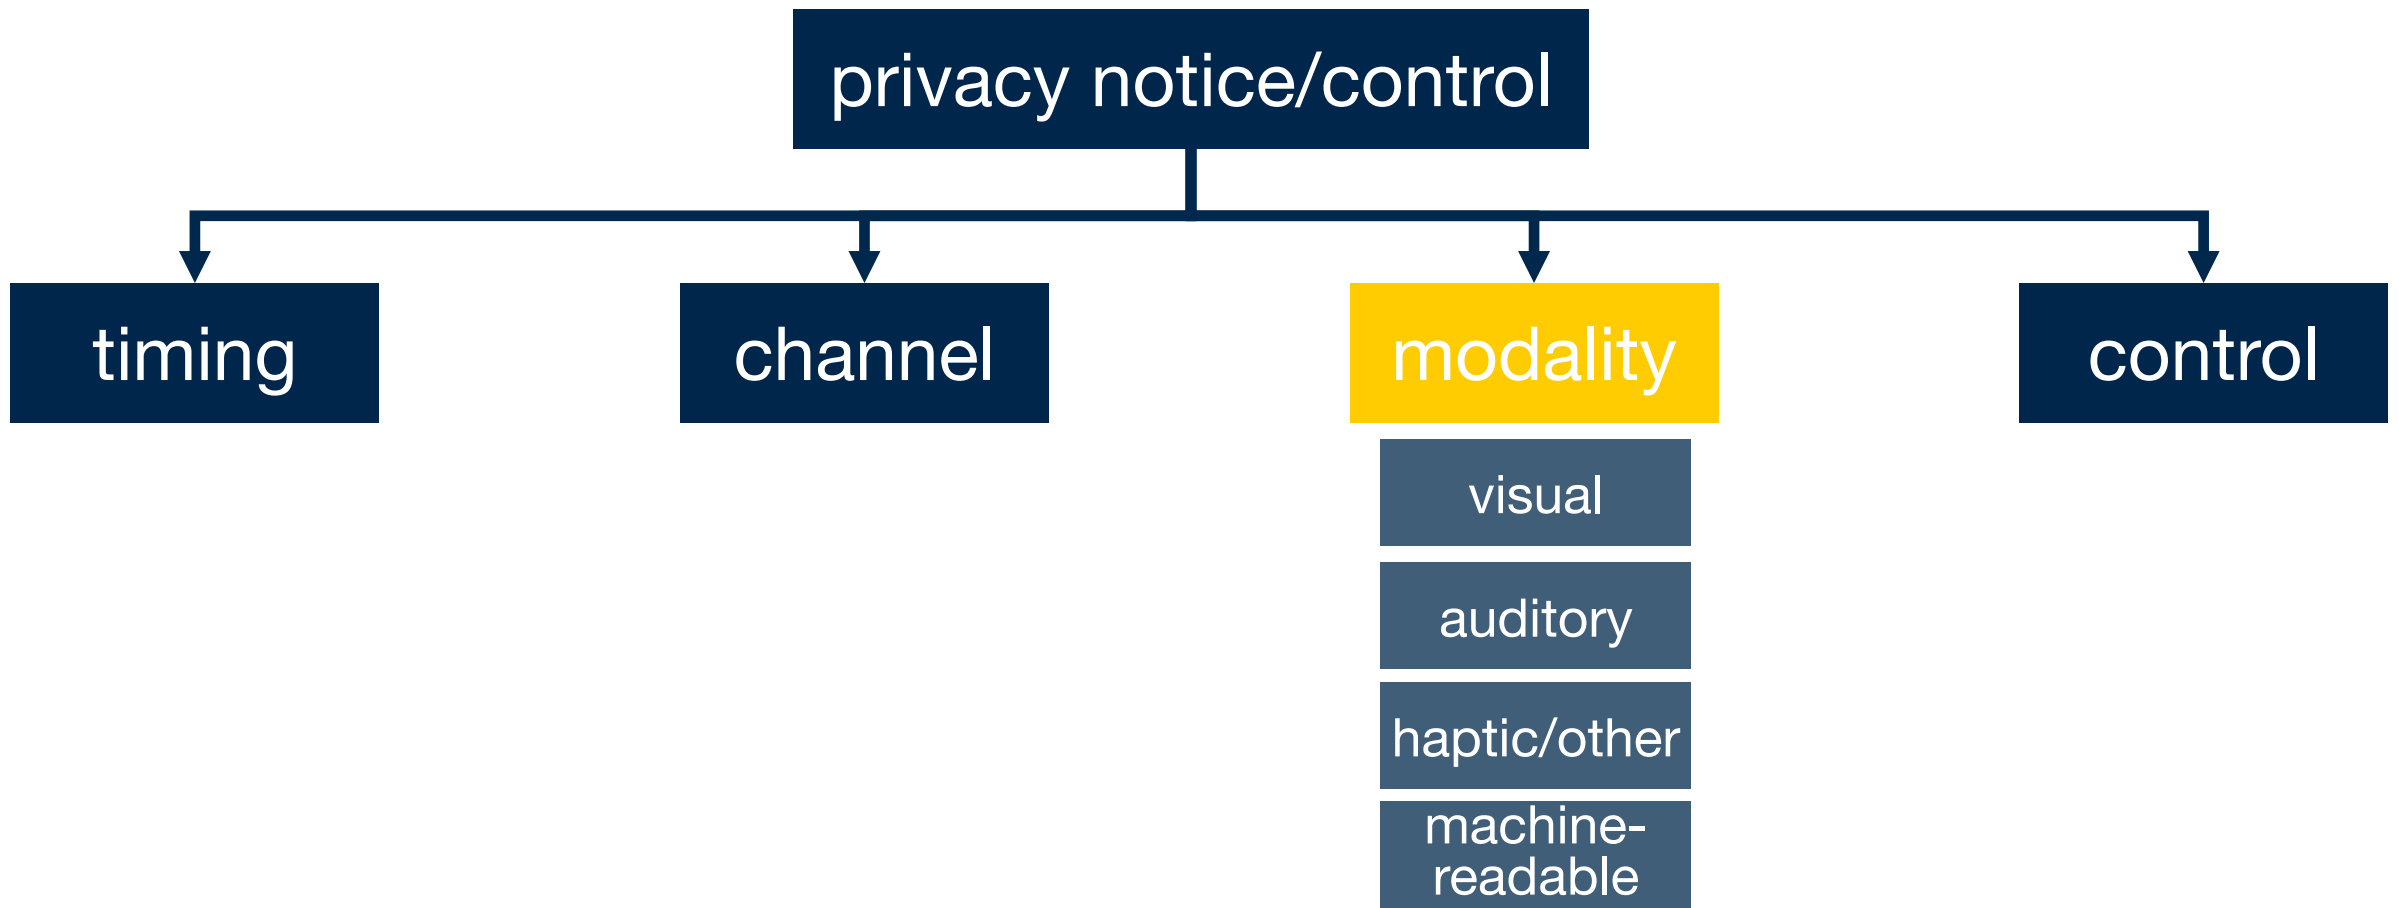 privacy notice/control
timing
channel
modality
control
visual
auditory
haptic/other
machine-
readable